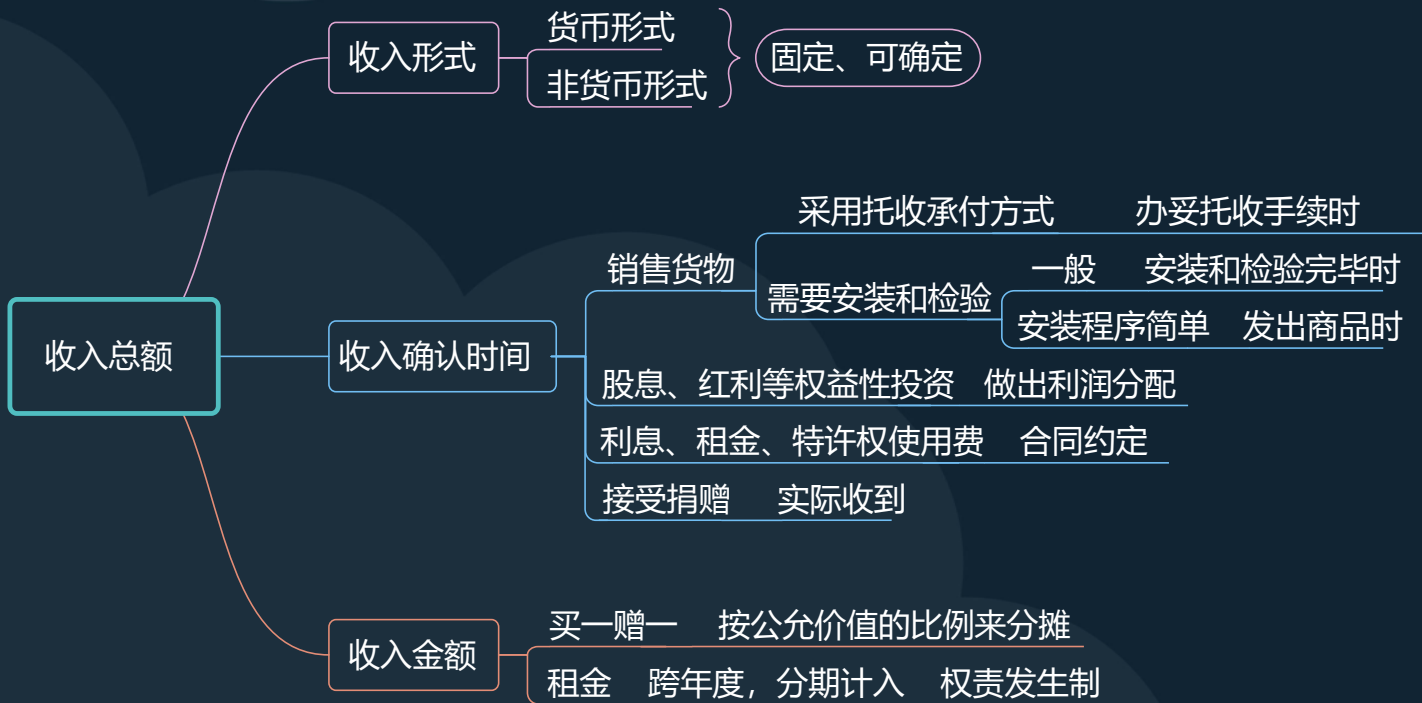 收入总额
收入形式
货币形式
非货币形式
固定、可确定
收入确认时间
销售货物
采用托收承付方式 办妥托收手续时
需要安装和检验
一般 安装和检验完毕时
安装程序简单 发出商品时
股息、红利等权益性投资 做出利润分配
利息、租金、特许权使用费 合同约定
接受捐赠 实际收到
收入金额
买一赠一 按公允价值的比例来分摊
租金 跨年度，分期计入 权责发生制